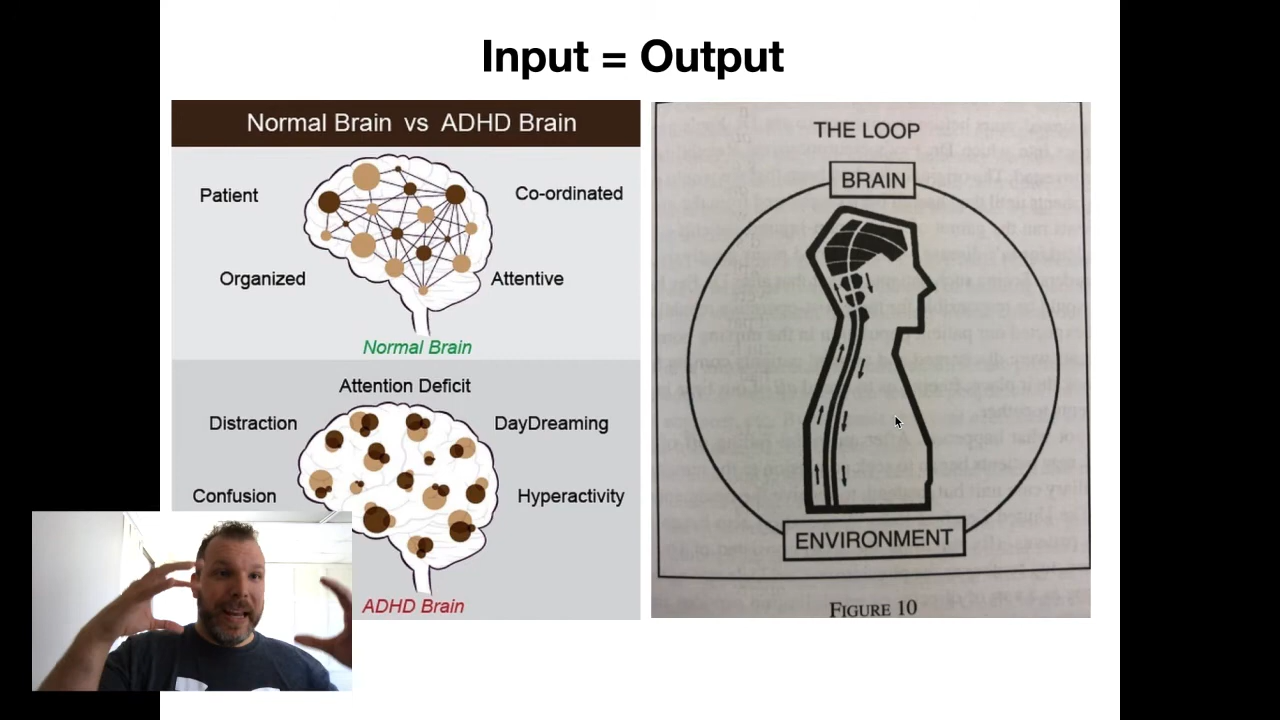 Input = Output
Normal Brain vs ADHD Brain
Patient
Co-ordinated
Organized
Attentive
Normal Brain
Attention Deficit
Distraction
DayDreaming
Confusion
Hyperactivity
ADHD Brain
THE LOOP
BRAIN
ENVIRONMENT
FIGURE 10